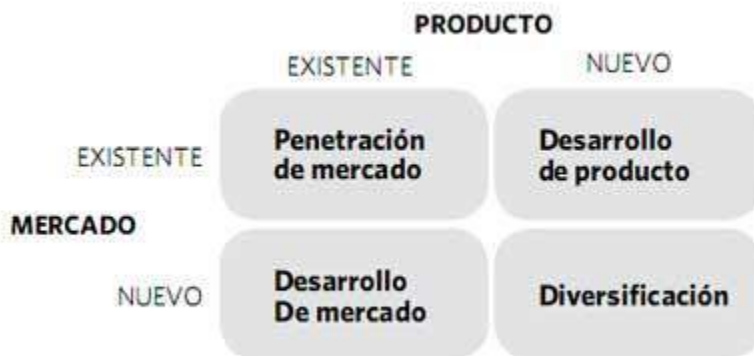 PRODUCTO
EXISTENTE NUEVO
EXISTENTE
Penetración
de mercado
Desarrollo
de producto
MERCADO
NUEVO
Desarrollo
De mercado
Diversificación